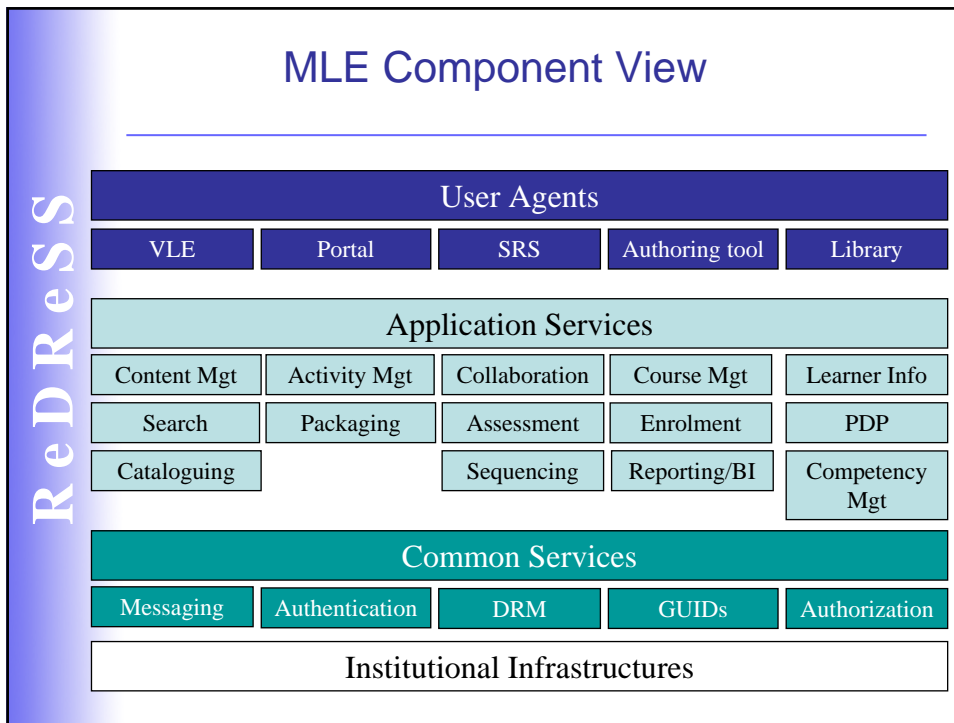 MLE Component View
ReDReSS
User Agents
VLE
Portal
SRS
Authoring tool
Library
Application Services
Content Mgt
Activity Mgt
Collaboration
Course Mgt
Learner Info
Search
Packaging
Assessment
Enrolment
PDP
Cataloguing
Sequencing
Reporting/BI
Competency
Mgt
Common Services
Messaging
Authentication
DRM
GUIDs
Authorization
Institutional Infrastructures